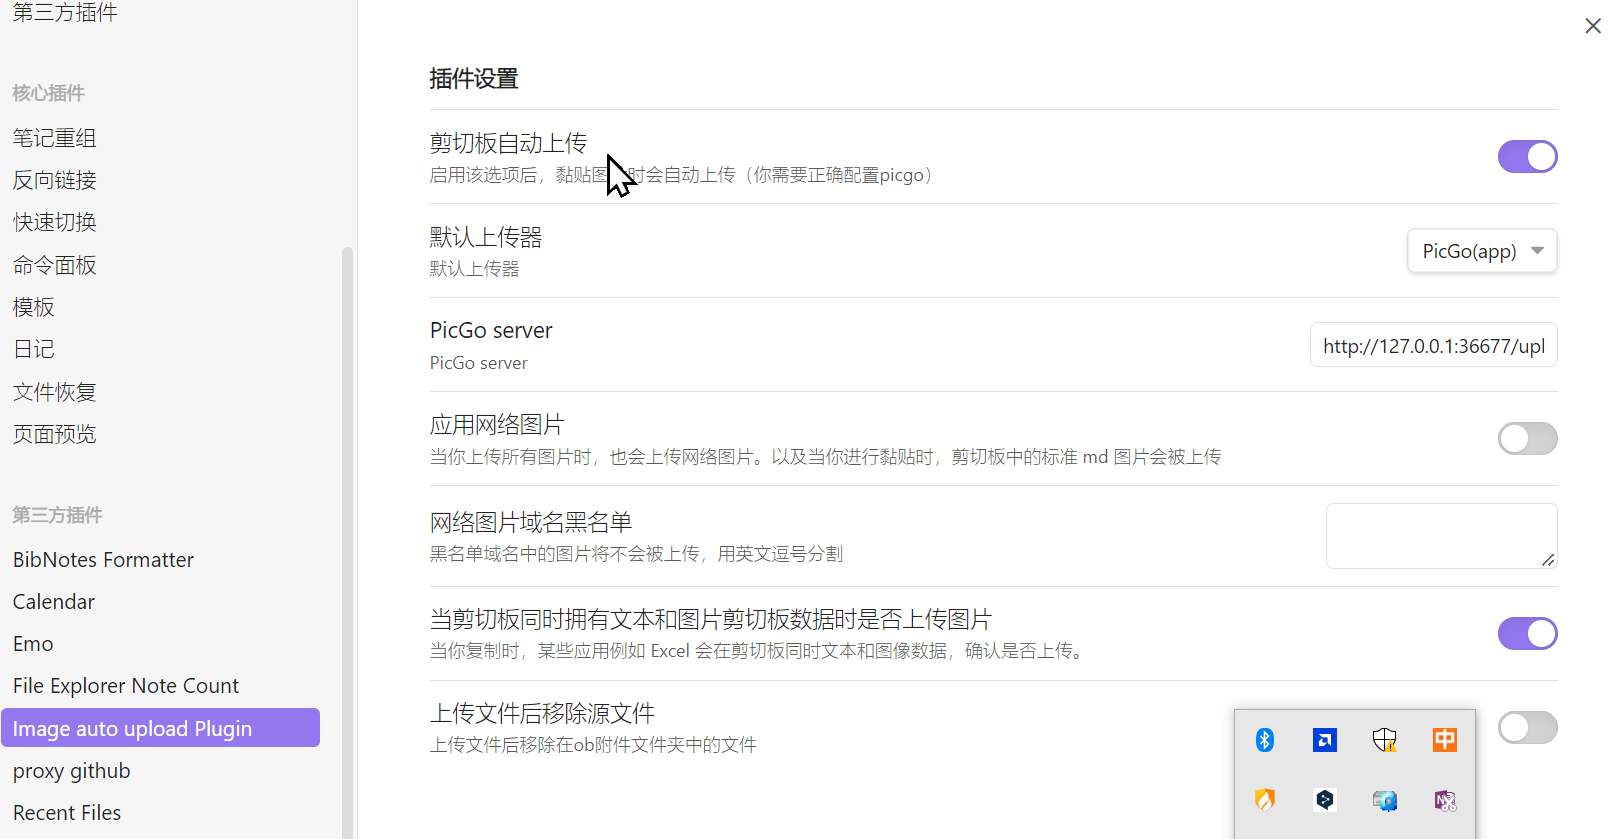 第三方插件
核心插件
笔记重组
反向链接
快速切换
命令面板
模板
日记
文件恢复
页面预览
第三方插件
BibNotes Formatter
Calendar
Emo
File Explorer Note Count
Image auto upload Plugin
proxy github
Recent Files
插件设置
剪切板自动上传
启用该选项后，黏贴图 时会自动上传（你需要正确配置picgo）
默认上传器
默认上传器
PicGo(app)
PicGo server
PicGo server
http://127.0.0.1:36677/upl
应用网络图片
当你上传所有图片时，也会上传网络图片。以及当你进行黏贴时，剪切板中的标准 md 图片会被上传
网络图片域名黑名单
黑名单域名中的图片将不会被上传，用英文逗号分割
当剪切板同时拥有文本和图片剪切板数据时是否上传图片
当你复制时，某些应用例如 Excel 会在剪切板同时文本和图像数据，确认是否上传。
上传文件后移除源文件
上传文件后移除在ob附件文件夹中的文件
中